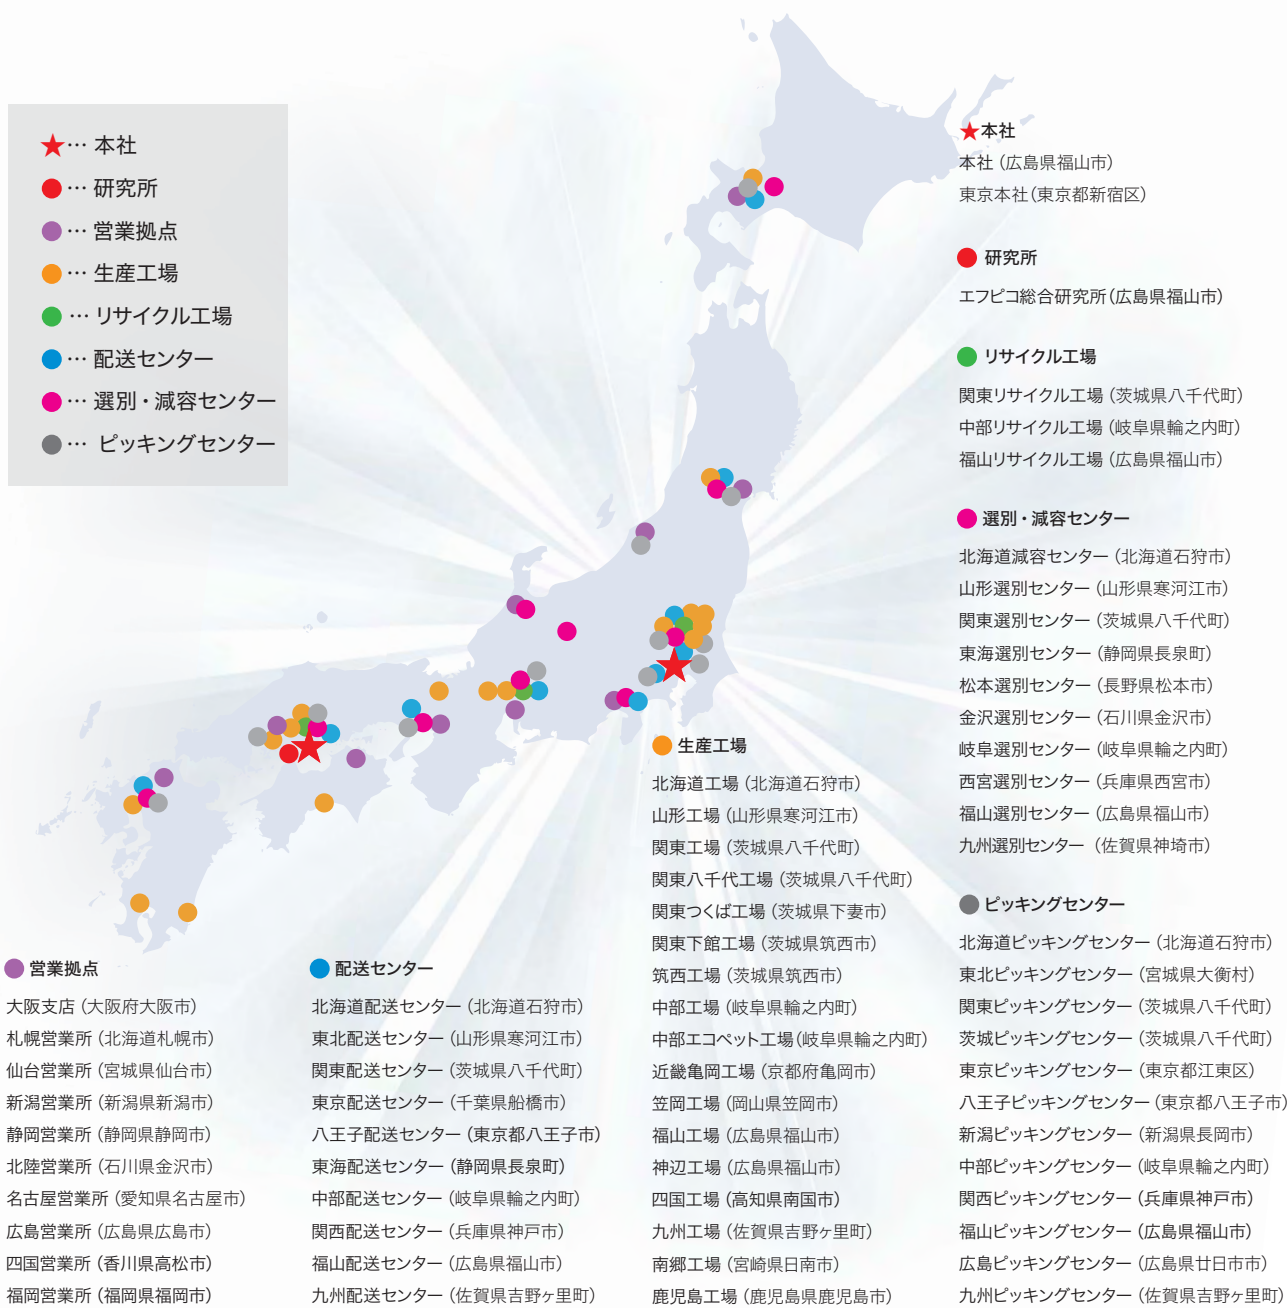 ★… 本社
●… 研究所
●… 営業拠点
●… 生産工場
●… リサイクル工場
●… 配送センター
●… 選別・減容センター
●… ピッキングセンター
★本社
本社（広島県福山市）
東京本社（東京都新宿区）
●研究所
エフピコ総合研究所（広島県福山市）
●リサイクル工場
関東リサイクル工場（茨城県八千代町）
中部リサイクル工場（岐阜県輪之内町）
福山リサイクル工場（広島県福山市）
●選別・減容センター
北海道減容センター（北海道石狩市）
山形選別センター（山形県寒河江市）
関東選別センター（茨城県八千代町）
東海選別センター（静岡県長泉町）
松本選別センター（長野県松本市）
金沢選別センター（石川県金沢市）
岐阜選別センター（岐阜県輪之内町）
西宮選別センター（兵庫県西宮市）
福山選別センター（広島県福山市）
九州選別センター（佐賀県神埼市）
●ピッキングセンター
北海道ピッキングセンター（北海道石狩市）
東北ピッキングセンター（宮城県大衡村）
関東ピッキングセンター（茨城県八千代町）
茨城ピッキングセンター（茨城県八千代町）
東京ピッキングセンター（東京都江東区）
八王子ピッキングセンター（東京都八王子市）
新潟ピッキングセンター（新潟県長岡市）
中部ピッキングセンター（岐阜県輪之内町）
関西ピッキングセンター（兵庫県神戸市）
福山ピッキングセンター（広島県福山市）
広島ピッキングセンター（広島県廿日市市）
九州ピッキングセンター（佐賀県吉野ヶ里町）
●生産工場
北海道工場（北海道石狩市）
山形工場（山形県寒河江市）
関東工場（茨城県八千代町）
関東八千代工場（茨城県八千代町）
関東つくば工場（茨城県下妻市）
関東下館工場（茨城県筑西市）
筑西工場（茨城県筑西市）
中部工場（岐阜県輪之内町）
中部エコペット工場（岐阜県輪之内町）
近畿亀岡工場（京都府亀岡市）
笠岡工場（岡山県笠岡市）
福山工場（広島県福山市）
神辺工場（広島県福山市）
四国工場（高知県南国市）
九州工場（佐賀県吉野ヶ里町）
南郷工場（宮崎県日南市）
鹿児島工場（鹿児島県鹿児島市）
●営業拠点
大阪支店（大阪府大阪市）
札幌営業所（北海道札幌市）
仙台営業所（宮城県仙台市）
新潟営業所（新潟県新潟市）
静岡営業所（静岡県静岡市）
北陸営業所（石川県金沢市）
名古屋営業所（愛知県名古屋市）
広島営業所（広島県広島市）
四国営業所（香川県高松市）
福岡営業所（福岡県福岡市）
●配送センター
北海道配送センター（北海道石狩市）
東北配送センター（山形県寒河江市）
関東配送センター（茨城県八千代町）
東京配送センター（千葉県船橋市）
八王子配送センター（東京都八王子市）
東海配送センター（静岡県長泉町）
中部配送センター（岐阜県輪之内町）
関西配送センター（兵庫県神戸市）
福山配送センター（広島県福山市）
九州配送センター（佐賀県吉野ヶ里町）